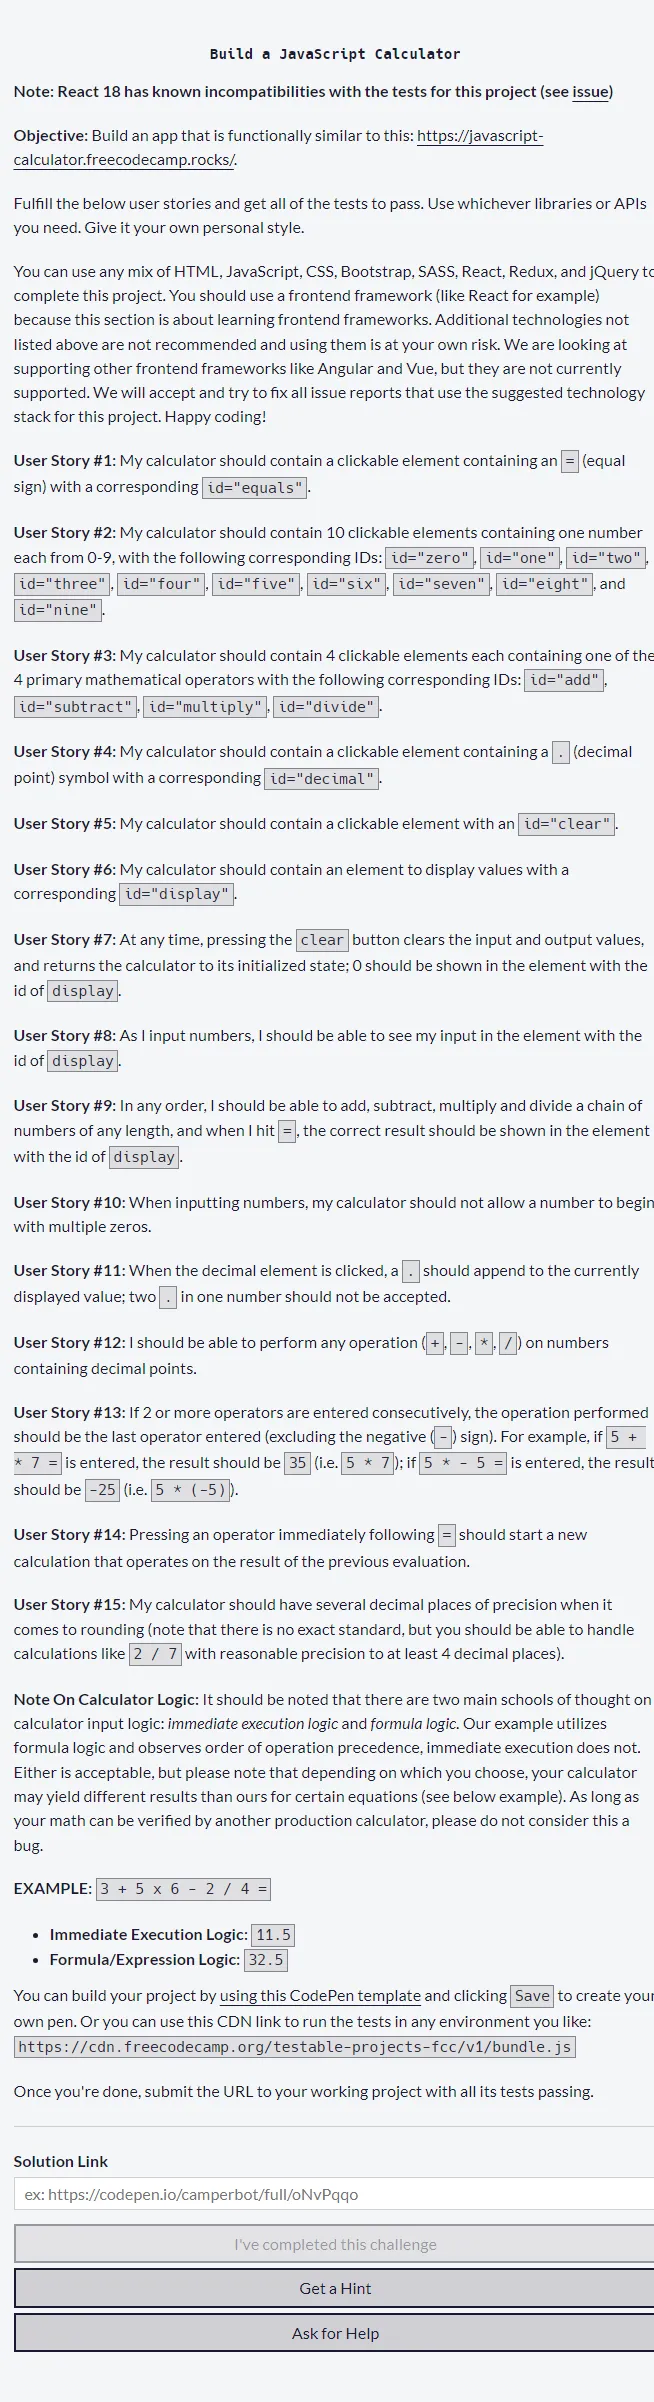 Build a JavaScript Calculator
Note: React 18 has known incompatibilities with the tests for this project (see issue)
Objective: Build an app that is functionally similar to this: https://javascript-
calculator.freecodecamp.rocks/.
Fulfill the below user stories and get all of the tests to pass. Use whichever libraries or APIs
you need. Give it your own personal style.
You can use any mix of HTML, JavaScript, CSS, Bootstrap, SASS, React, Redux, and jQuery to
complete this project. You should use a frontend framework (like React for example)
because this section is about learning frontend frameworks. Additional technologies not
listed above are not recommended and using them is at your own risk. We are looking at
supporting other frontend frameworks like Angular and Vue, but they are not currently
supported. We will accept and try to fix all issue reports that use the suggested technology
stack for this project. Happy coding!
User Story #1: My calculator should contain a clickable element containing an = (equal
sign) with a corresponding id="equals".
User Story #2: My calculator should contain 10 clickable elements containing one number
each from 0-9, with the following corresponding IDs: id="zero", id="one", id="two",
id="three", id="four", id="five", id="six", id="seven", id="eight", and
id="nine".
User Story #3: My calculator should contain 4 clickable elements each containing one of the
4 primary mathematical operators with the following corresponding IDs: id="add",
id="subtract", id="multiply", id="divide".
User Story #4: My calculator should contain a clickable element containing a . (decimal
point) symbol with a corresponding id="decimal".
User Story #5: My calculator should contain a clickable element with an id="clear".
User Story #6: My calculator should contain an element to display values with a
corresponding id="display".
User Story #7: At any time, pressing the clear button clears the input and output values,
and returns the calculator to its initialized state; 0 should be shown in the element with the
id of display.
User Story #8: As I input numbers, I should be able to see my input in the element with the
id of display.
User Story #9: In any order, I should be able to add, subtract, multiply and divide a chain of
numbers of any length, and when I hit =, the correct result should be shown in the element
with the id of display.
User Story #10: When inputting numbers, my calculator should not allow a number to begin
with multiple zeros.
User Story #11: When the decimal element is clicked, a . should append to the currently
displayed value; two . in one number should not be accepted.
User Story #12: I should be able to perform any operation (+, -, *, /) on numbers
containing decimal points.
User Story #13: If 2 or more operators are entered consecutively, the operation performed
should be the last operator entered (excluding the negative (-) sign). For example, if 5 +
* 7 = is entered, the result should be 35 (i.e. 5 * 7); if 5 * - 5 = is entered, the result
should be -25 (i.e. 5 * (-5)).
User Story #14: Pressing an operator immediately following = should start a new
calculation that operates on the result of the previous evaluation.
User Story #15: My calculator should have several decimal places of precision when it
comes to rounding (note that there is no exact standard, but you should be able to handle
calculations like 2 / 7 with reasonable precision to at least 4 decimal places).
Note On Calculator Logic: It should be noted that there are two main schools of thought on
calculator input logic: immediate execution logic and formula logic. Our example utilizes
formula logic and observes order of operation precedence, immediate execution does not.
Either is acceptable, but please note that depending on which you choose, your calculator
may yield different results than ours for certain equations (see below example). As long as
your math can be verified by another production calculator, please do not consider this a
bug.
EXAMPLE: 3 + 5 x 6 - 2 / 4 =
• Immediate Execution Logic: 11.5
• Formula/Expression Logic: 32.5
You can build your project by using this CodePen template and clicking Save to create your
own pen. Or you can use this CDN link to run the tests in any environment you like:
https://cdn.freecodecamp.org/testable-projects-fcc/v1/bundle.js
Once you're done, submit the URL to your working project with all its tests passing.
Solution Link
ex: https://codepen.io/camperbot/full/oNvPqqo
I've completed this challenge
Get a Hint
Ask for Help